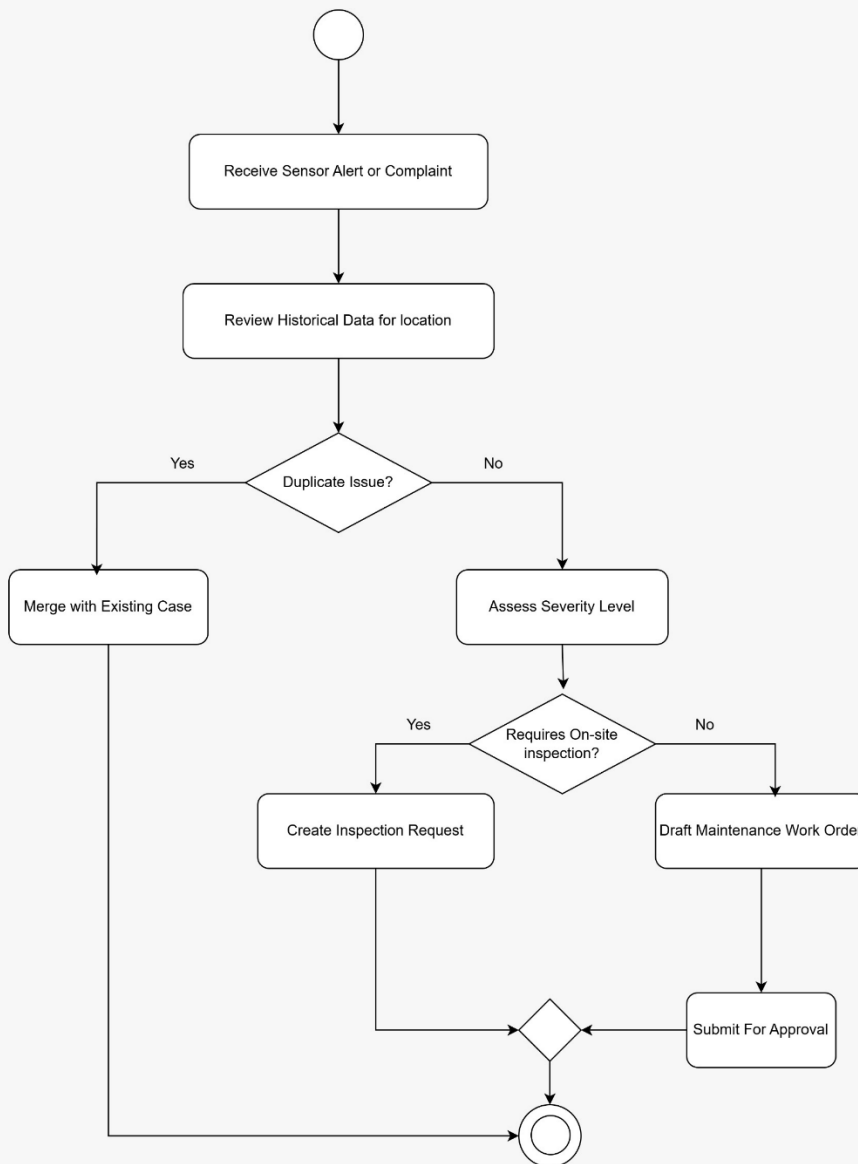 Receive Sensor Alert or Complaint
Review Historical Data for location
Yes
Duplicate Issue?
No
Merge with Existing Case
Assess Severity Level
Yes
Requires On-site
inspection?
No
Create Inspection Request
Draft Maintenance Work Order
Submit For Approval